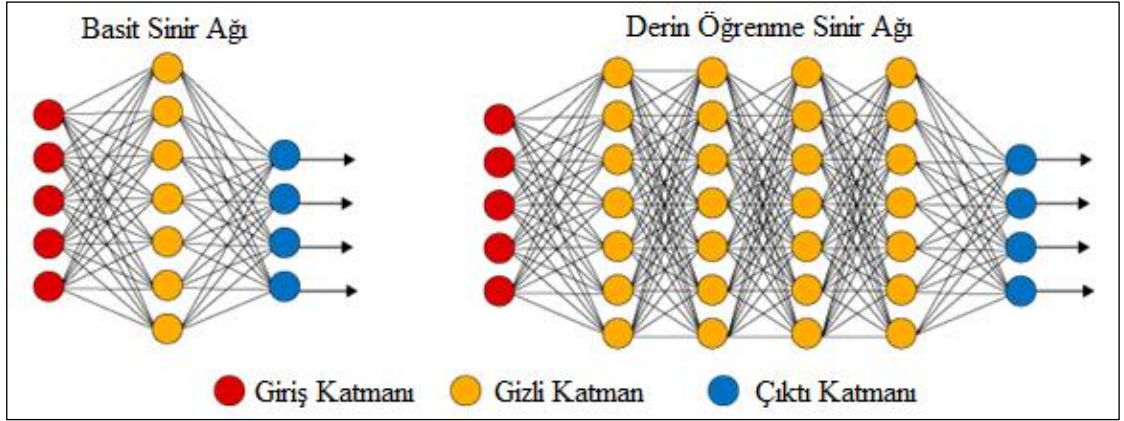 Basit Sinir Ağı
Derin Öğrenme Sinir Ağı
Giriş Katmanı
Gizli Katman
Çıktı Katmanı